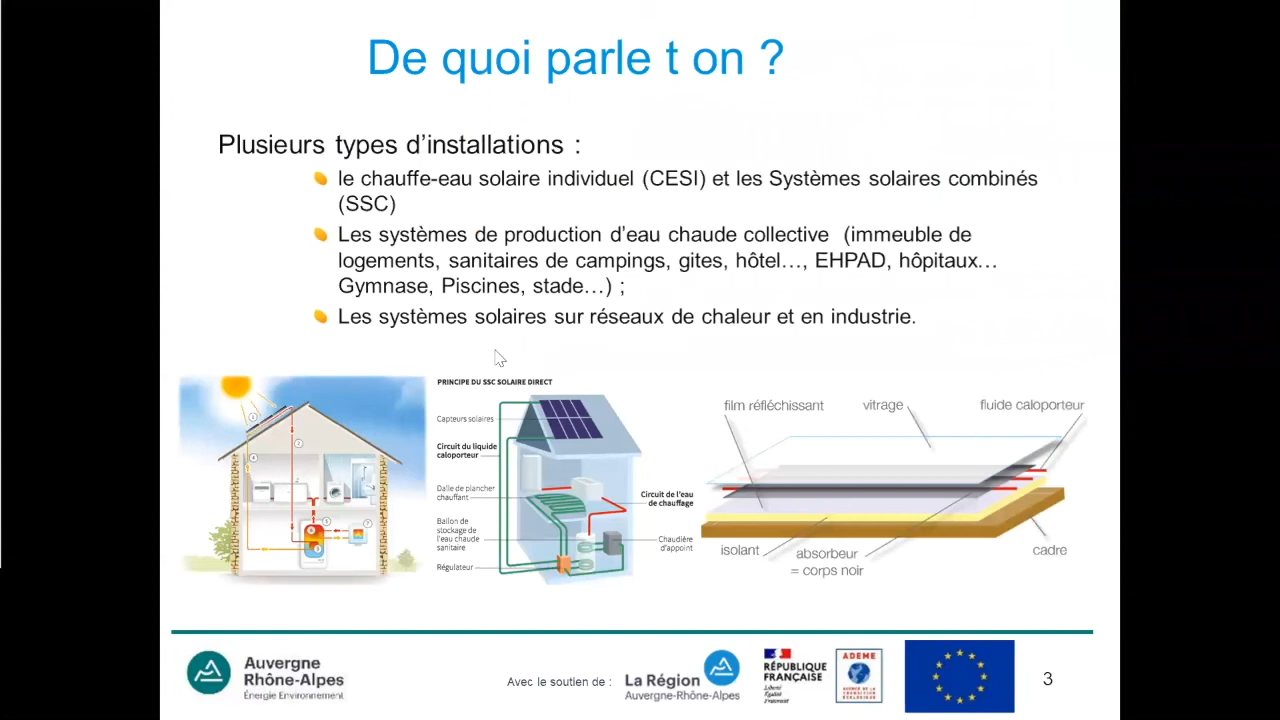 De quoi parle t on ?
Plusieurs types d’installations :
le chauffe-eau solaire individuel (CESI) et les Systèmes solaires combinés
(SSC)
Les systèmes de production d’eau chaude collective (immeuble de
logements, sanitaires de campings, gites, hôtel…, EHPAD, hôpitaux…
Gymnase, Piscines, stade…) ;
Les systèmes solaires sur réseaux de chaleur et en industrie.
PRINCIPE DU SSC SOLAIRE DIRECT
Capteurs solaires
Circuit du liquide
caloporteur
Dalle de plancher
chauffant
Ballon de
stockage de
l'eau chaude
sanitaire
Régulateur
Circuit de l'eau
de chauffage
Chaudière
d'appoint
film réfléchissant
vitrage
fluide caloporteur
isolant
absorbeur
= corps noir
cadre
Auvergne
Rhône-Alpes
Énergie Environnement
Avec le soutien de :
La Région
Auvergne-Rhône-Alpes
RÉPUBLIQUE
FRANÇAISE
Liberté
Égalité
Fraternité
ADEME
3